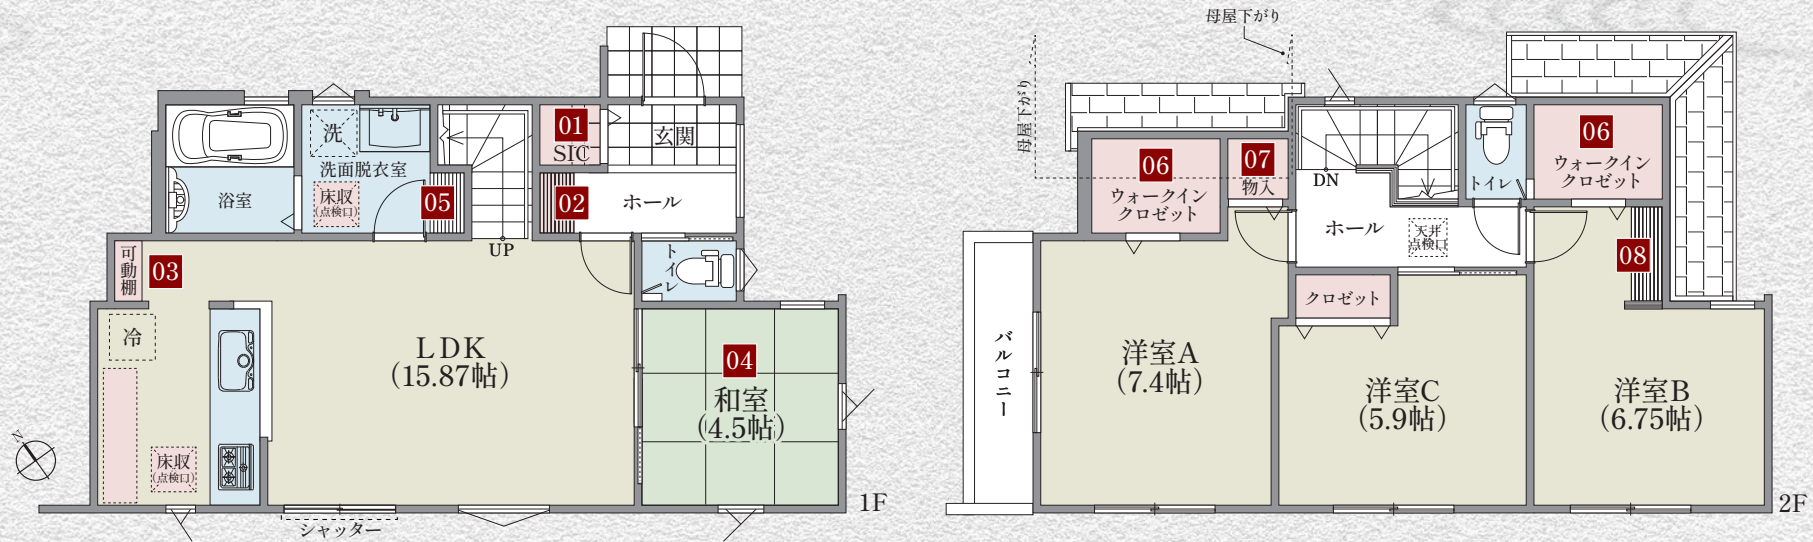 01
SIC
玄関
洗
洗面脱衣室
床収
(点検口)
浴室
05
02
ホール
UP
トイレ
可動棚
03
冷
LDK
(15.87帖)
04
和室
(4.5帖)
床収
(点検口)
N
シャッター
1F
母屋下がり
母屋下がり
06
ウォークイン
クロゼット
07
物入
DN
トイレ
06
ウォークイン
クロゼット
ホール
天井
点検口
08
クロゼット
バルコニー
洋室A
(7.4帖)
洋室C
(5.9帖)
洋室B
(6.75帖)
2F